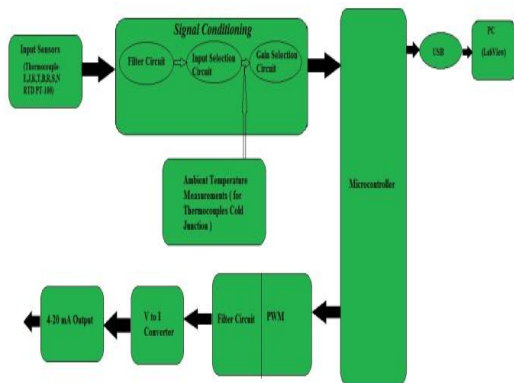 Input Sensors
(Thermocouple-
E,J,K,T,B,R,S,N
RTD PT-100)
Signal Conditioning
Filter Circuit
Input Selection
Circuit
Gain Selection
Circuit
Ambient Temperature
Measurements ( for
Thermocouplex Cold
Junction )
Microcontroller
USB
PC
(LabView)
4-20 mA Output
V to I
Converter
Filter Circuit
PWM